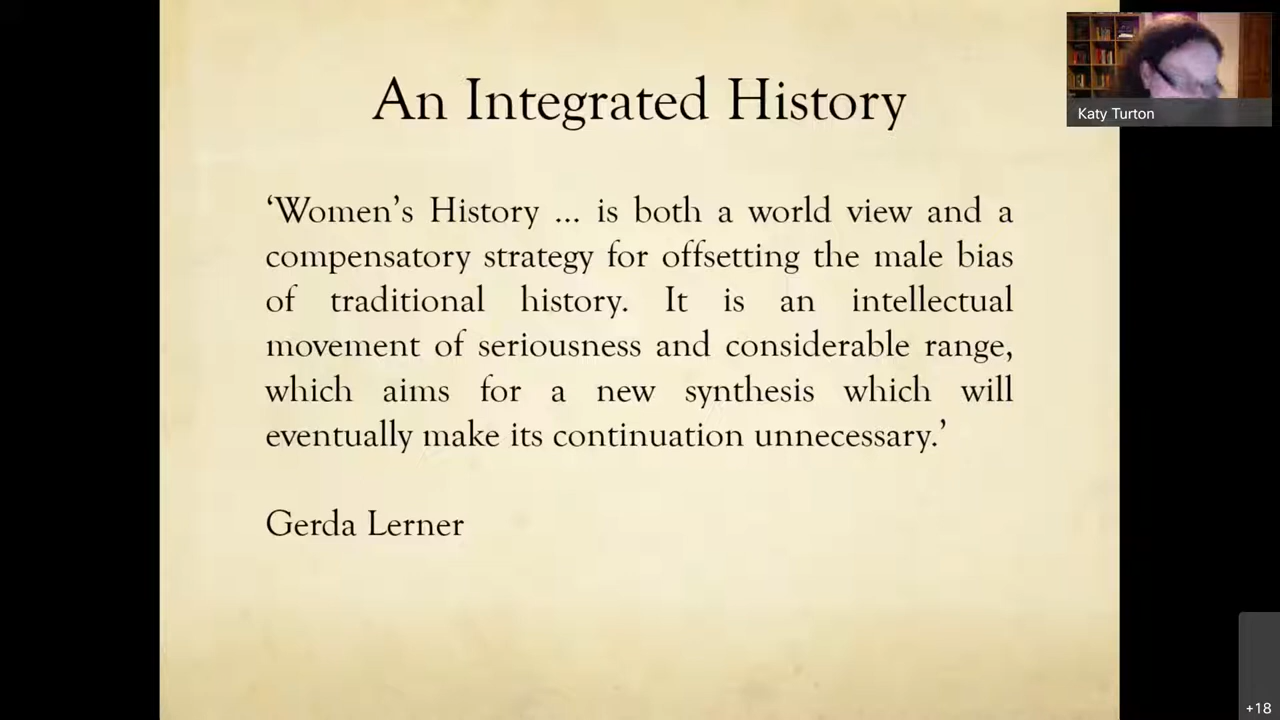 An Integrated History
Katy Turton
‘Women’s History ... is both a world view and a
compensatory strategy for offsetting the male bias
of traditional history. It is an intellectual
movement of seriousness and considerable range,
which aims for a new synthesis which will
eventually make its continuation unnecessary.’
Gerda Lerner
+18